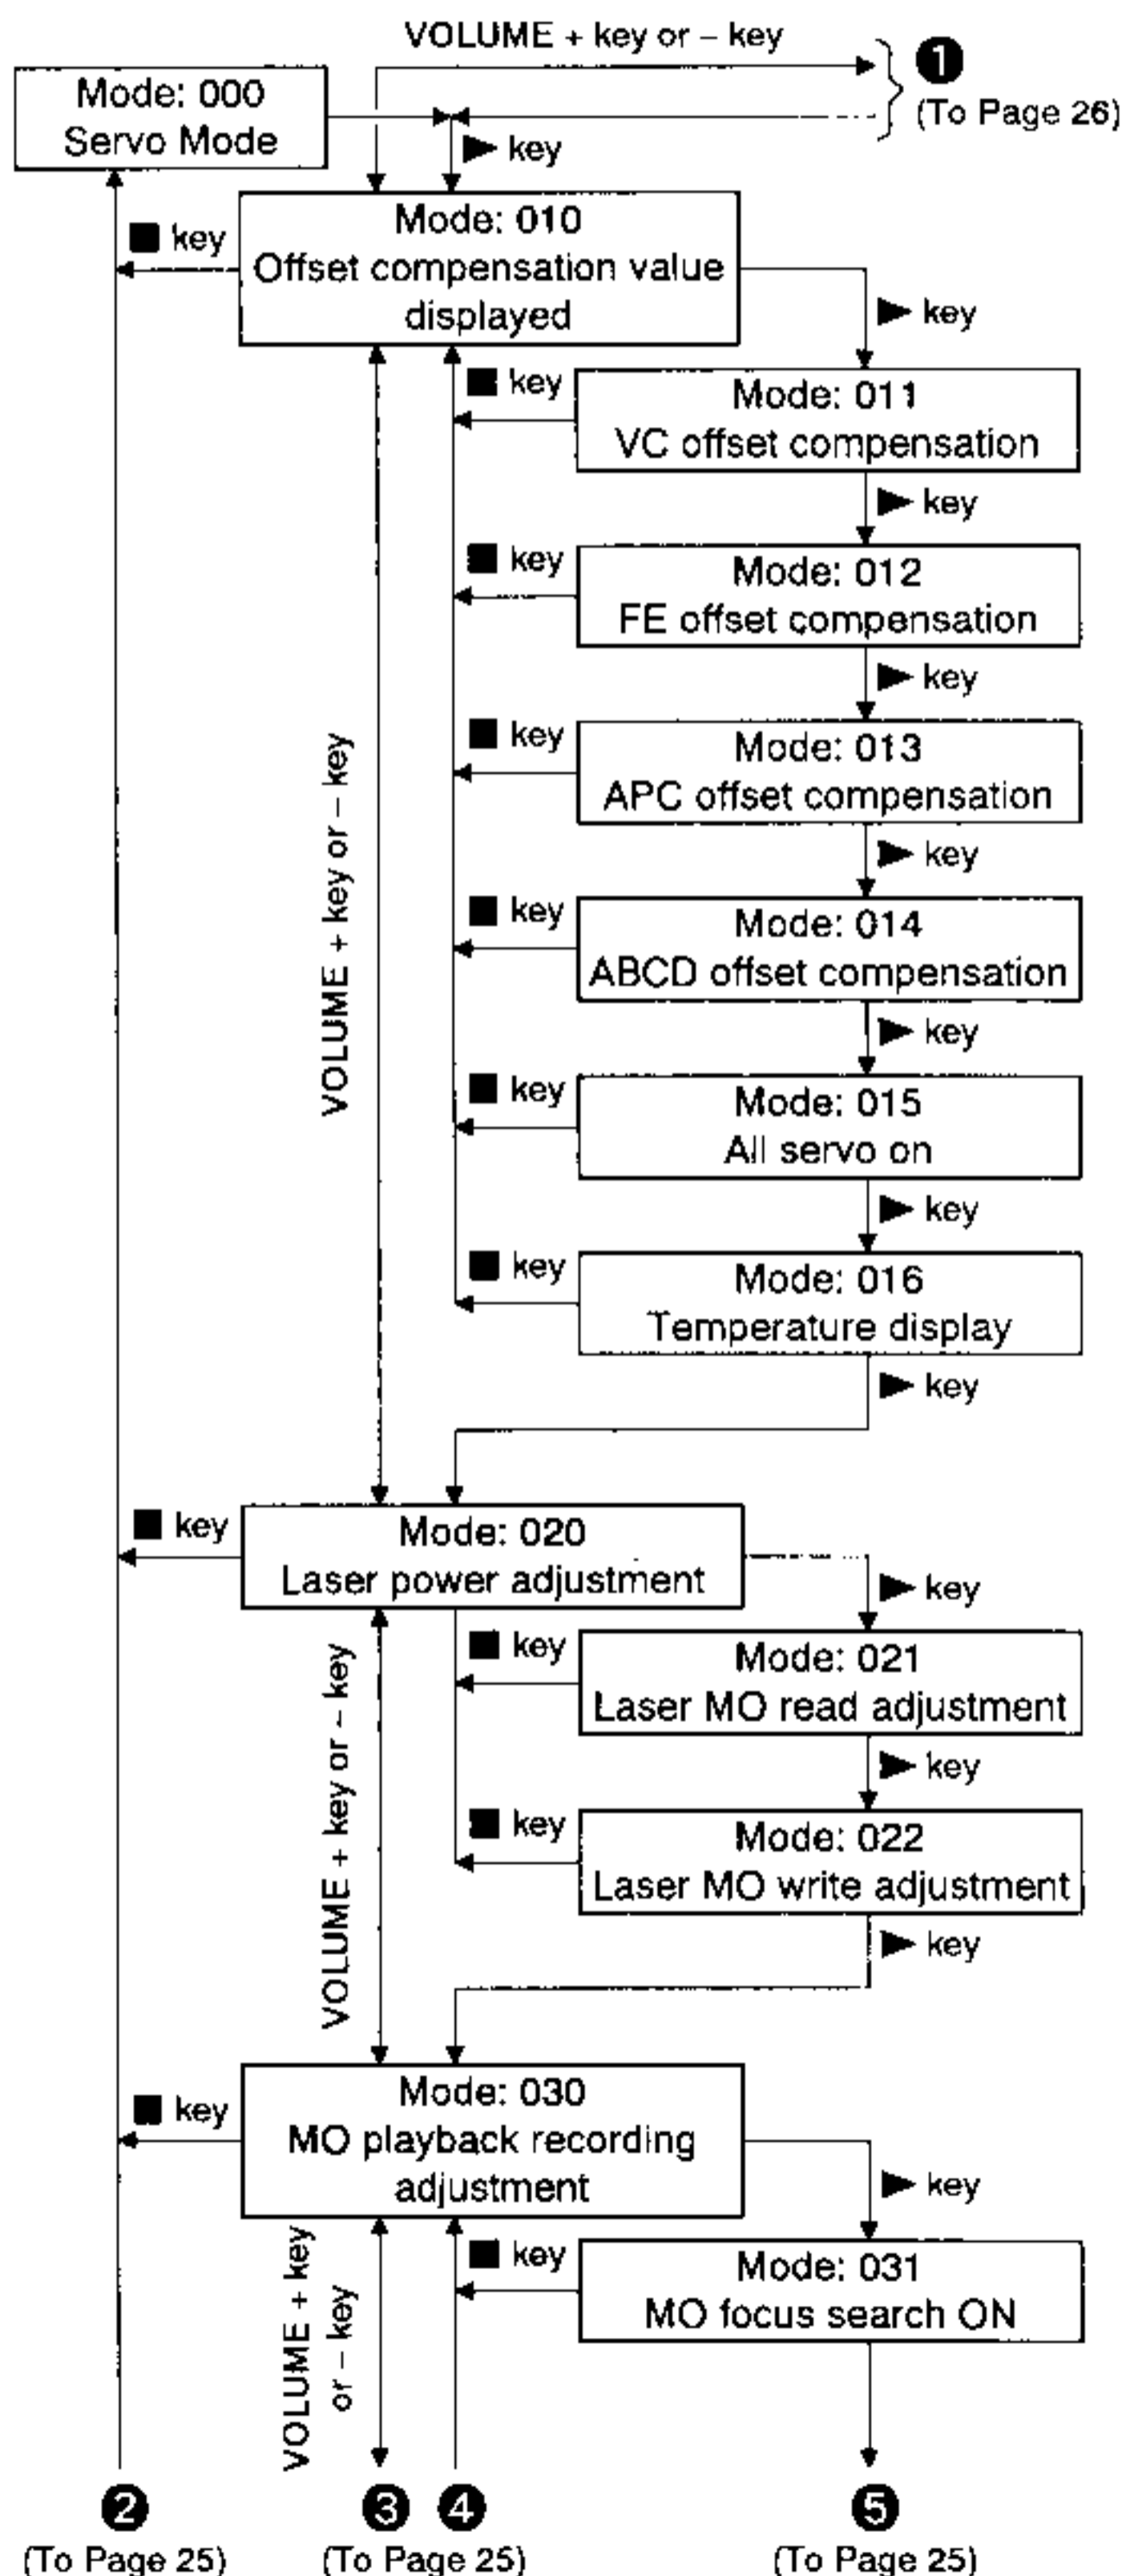 VOLUME + key or – key
❶
(To Page 26)
Mode: 000
Servo Mode
▶ key
Mode: 010
Offset compensation value
displayed
■ key
▶ key
Mode: 011
VC offset compensation
■ key
▶ key
Mode: 012
FE offset compensation
■ key
▶ key
Mode: 013
APC offset compensation
■ key
▶ key
VOLUME + key or – key
Mode: 014
ABCD offset compensation
■ key
▶ key
Mode: 015
All servo on
■ key
▶ key
Mode: 016
Temperature display
■ key
▶ key
Mode: 020
Laser power adjustment
■ key
▶ key
Mode: 021
Laser MO read adjustment
■ key
▶ key
VOLUME + key or – key
Mode: 022
Laser MO write adjustment
■ key
▶ key
Mode: 030
MO playback recording
adjustment
■ key
▶ key
Mode: 031
MO focus search ON
■ key
VOLUME + key
or – key
❷
(To Page 25)
❸ ❹
(To Page 25)
❺
(To Page 25)